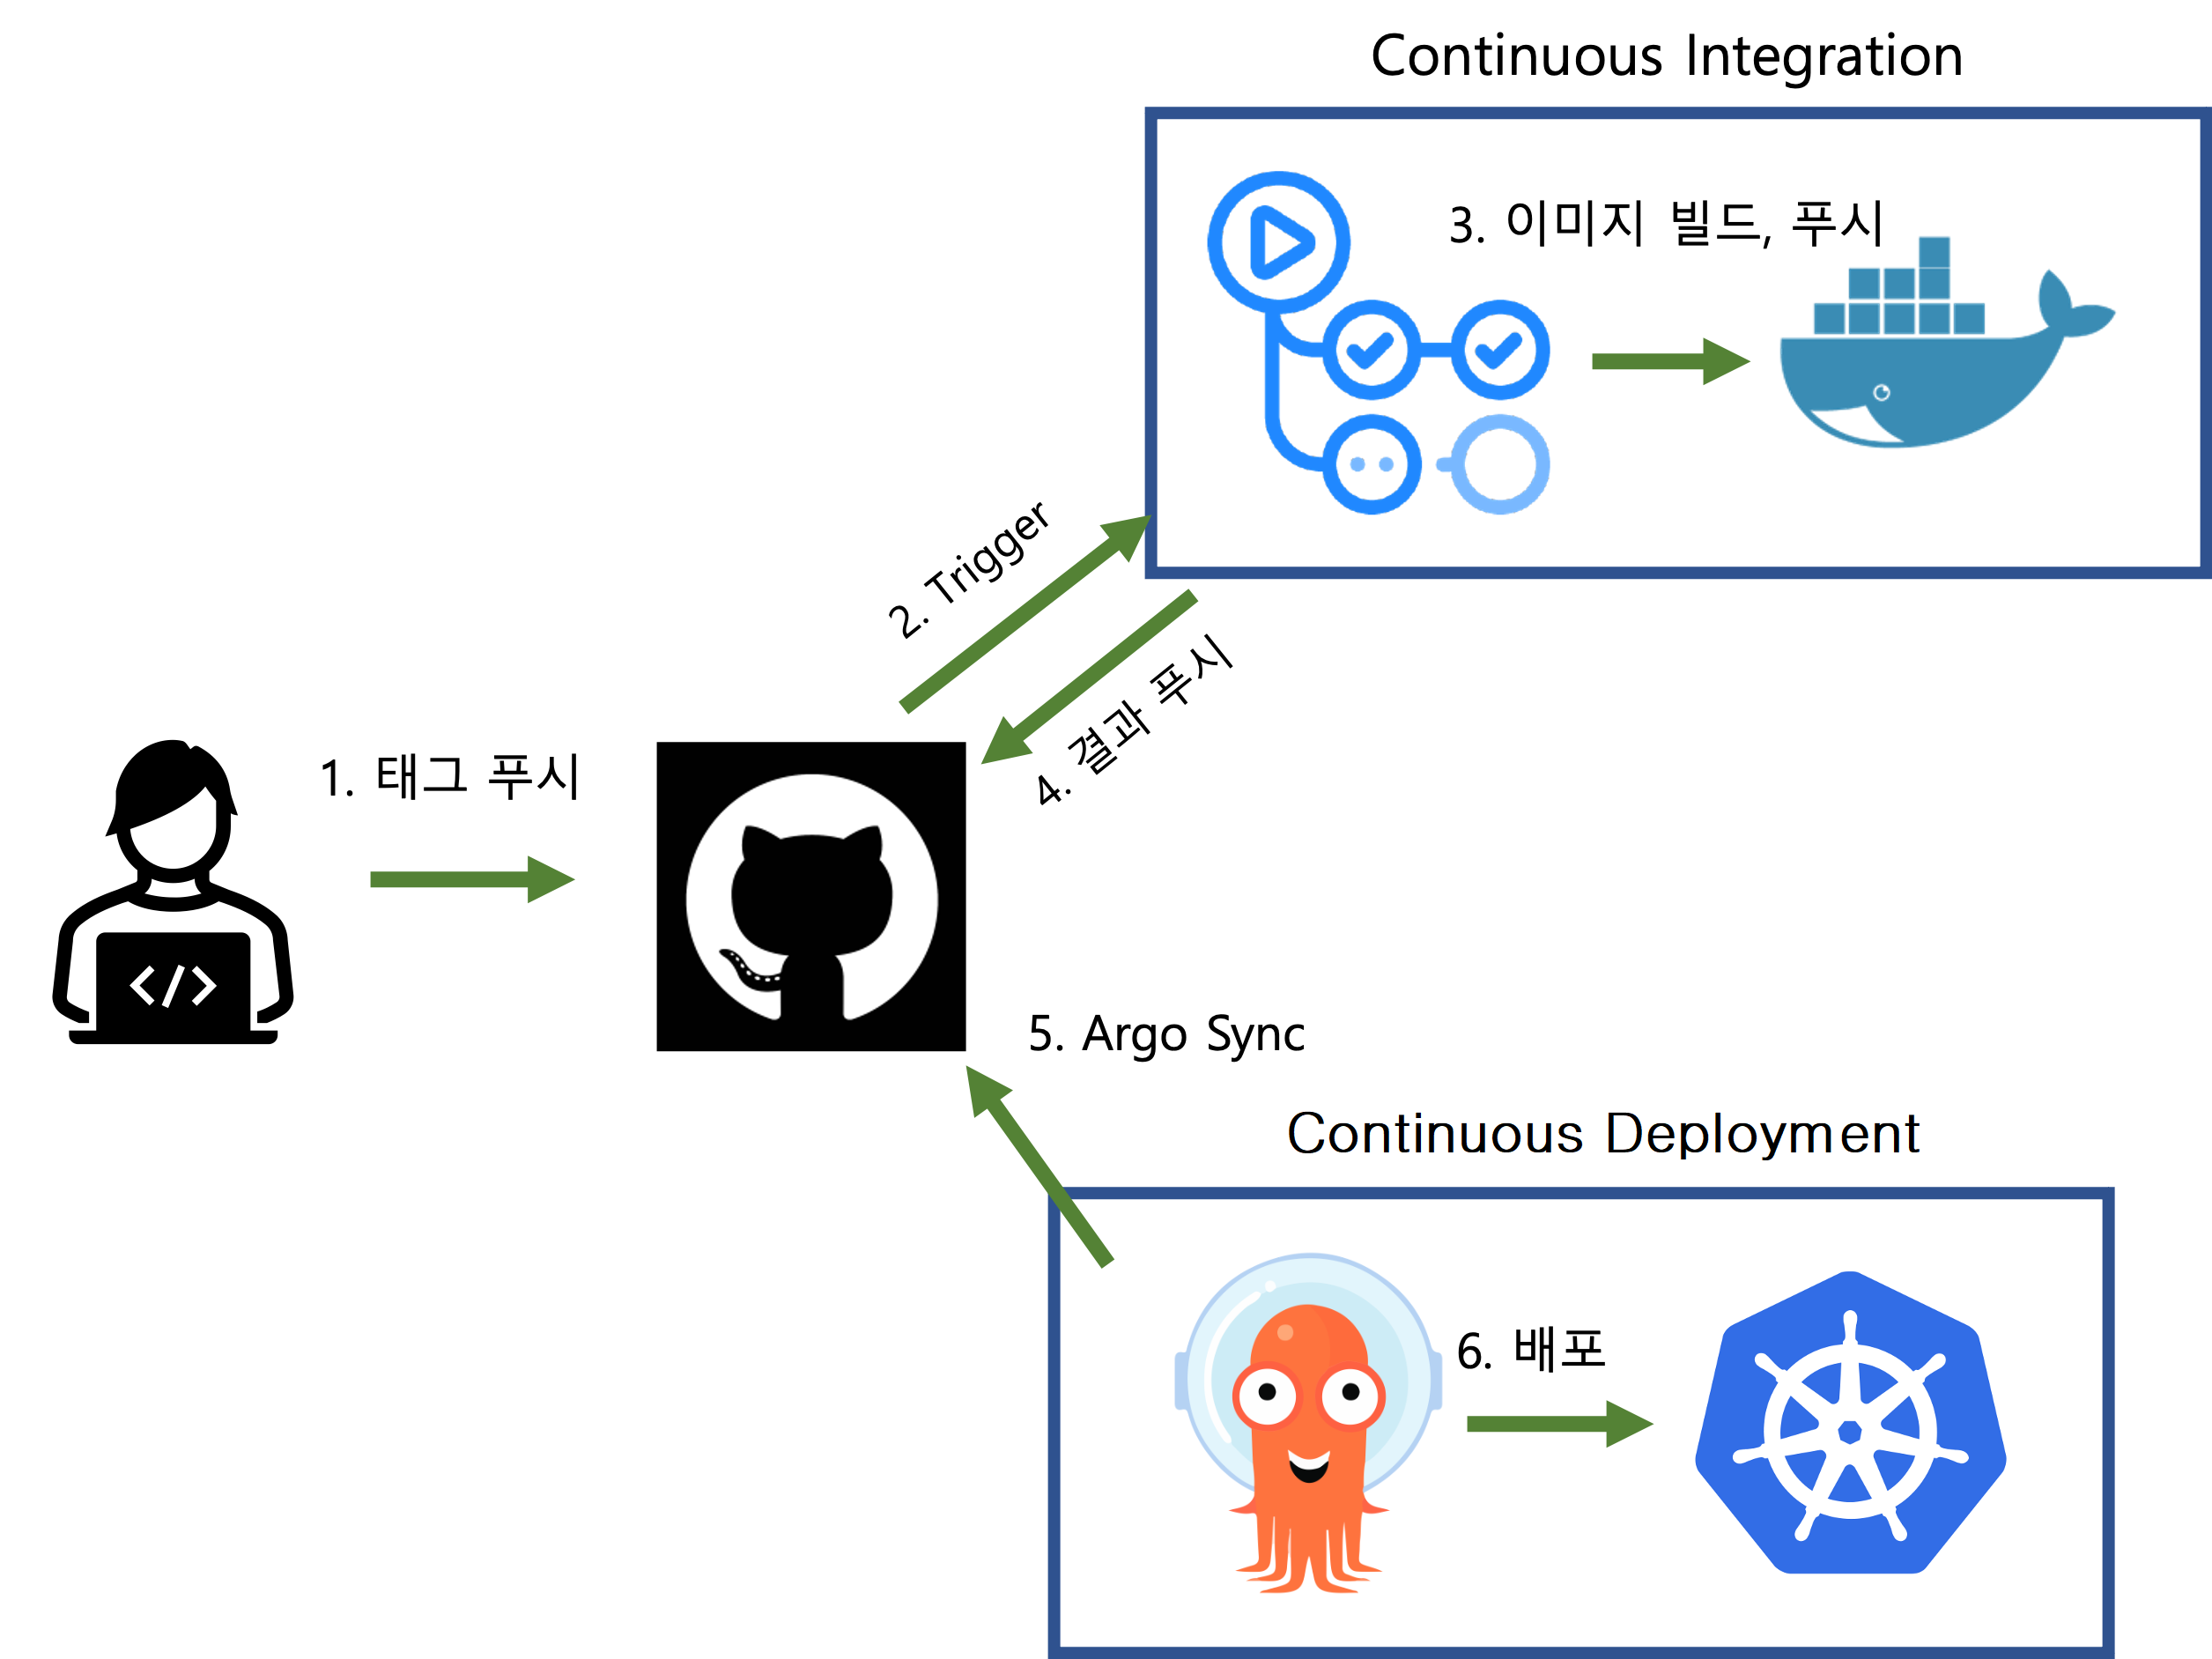 Continuous Integration
3. 이미지 빌드, 푸시
2. Trigger
4. 결과 푸시
1. 태그 푸시
</>
5. Argo Sync
Continuous Deployment
6. 배포